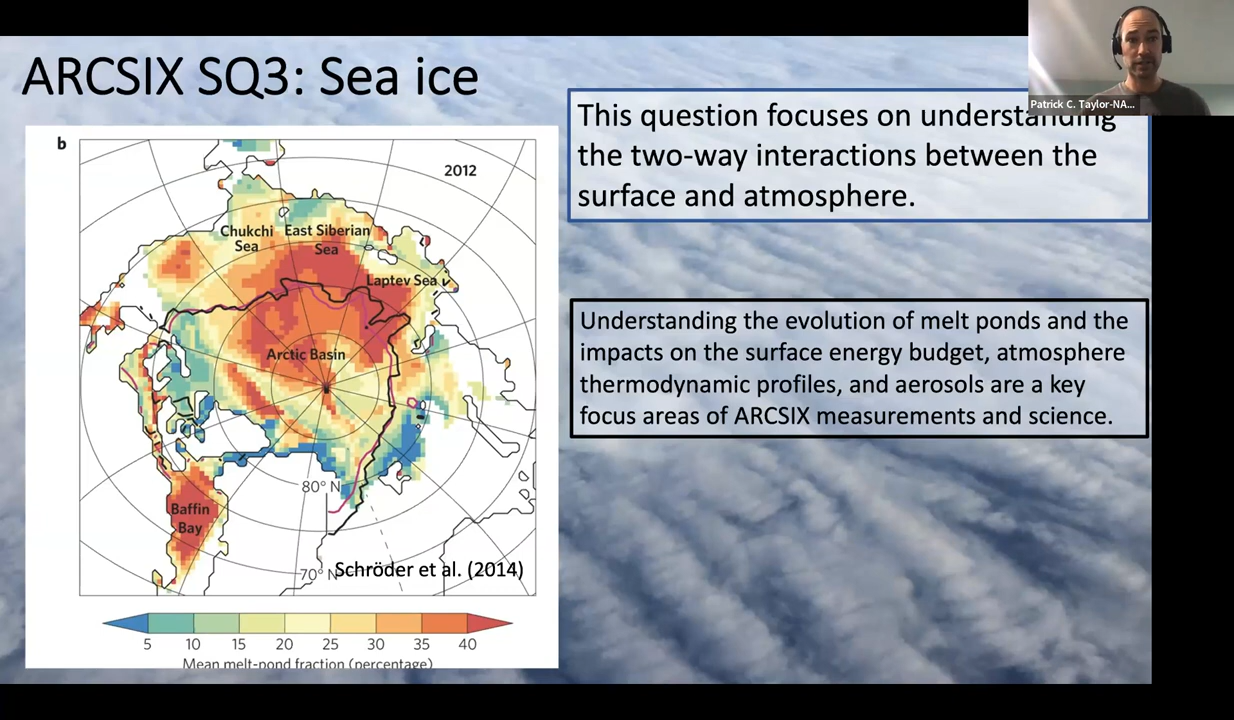 ARCSIX SQ3: Sea ice
Patrick C. Taylor-NA...
This question focuses on understanding
the two-way interactions between the
surface and atmosphere.
b
2012
Chukchi
Sea
East Siberian
Sea
Laptev Sea
Arctic Basin
80° N
Baffin
Bay
70° N
Schröder et al. (2014)
5 10 15 20 25 30 35 40
Mean melt-pond fraction (percentage)
Understanding the evolution of melt ponds and the
impacts on the surface energy budget, atmosphere
thermodynamic profiles, and aerosols are a key
focus areas of ARCSIX measurements and science.